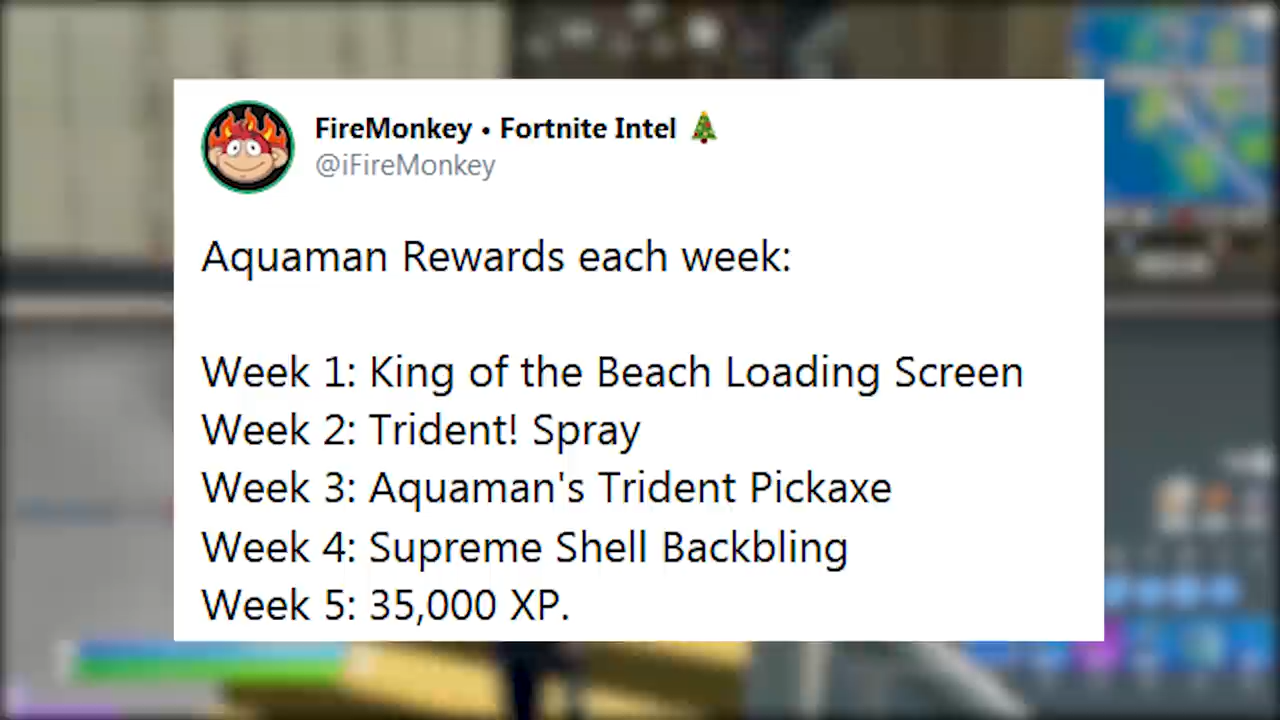 FireMonkey • Fortnite Intel 🎄
@iFireMonkey
Aquaman Rewards each week:
Week 1: King of the Beach Loading Screen
Week 2: Trident! Spray
Week 3: Aquaman's Trident Pickaxe
Week 4: Supreme Shell Backbling
Week 5: 35,000 XP.